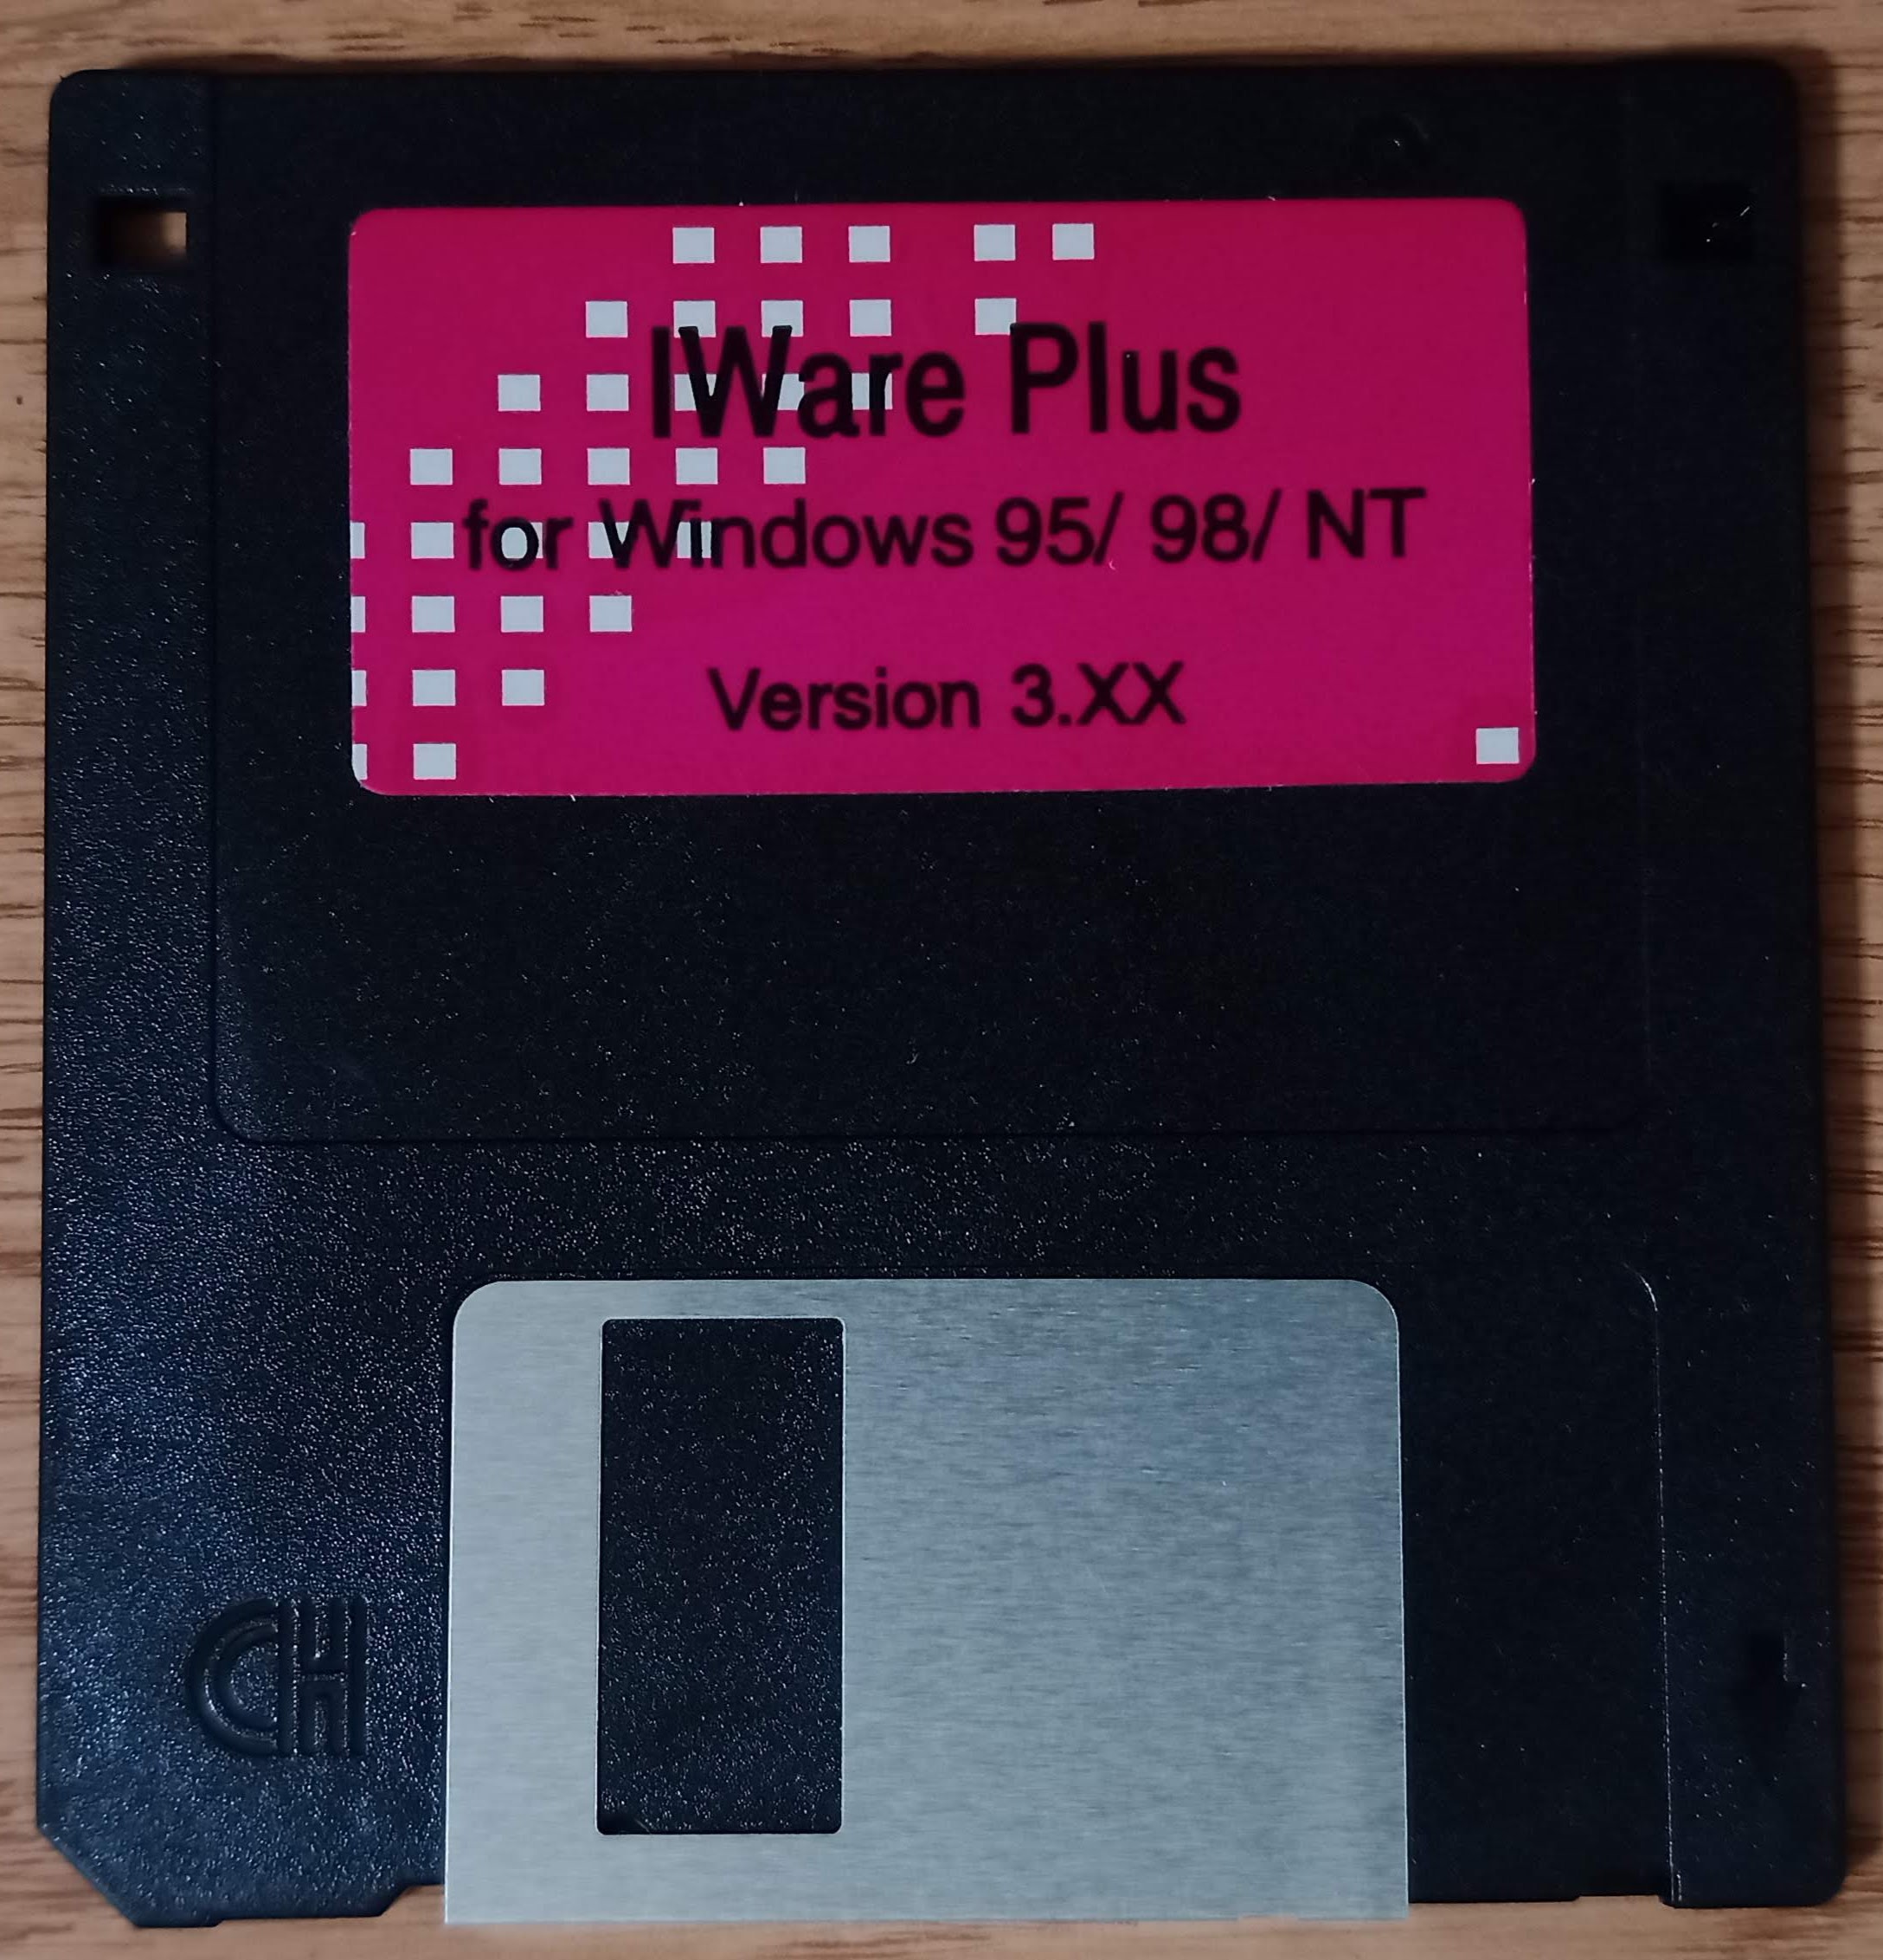 IWare Plus
for Windows 95/ 98/ NT
Version 3.XX
CH